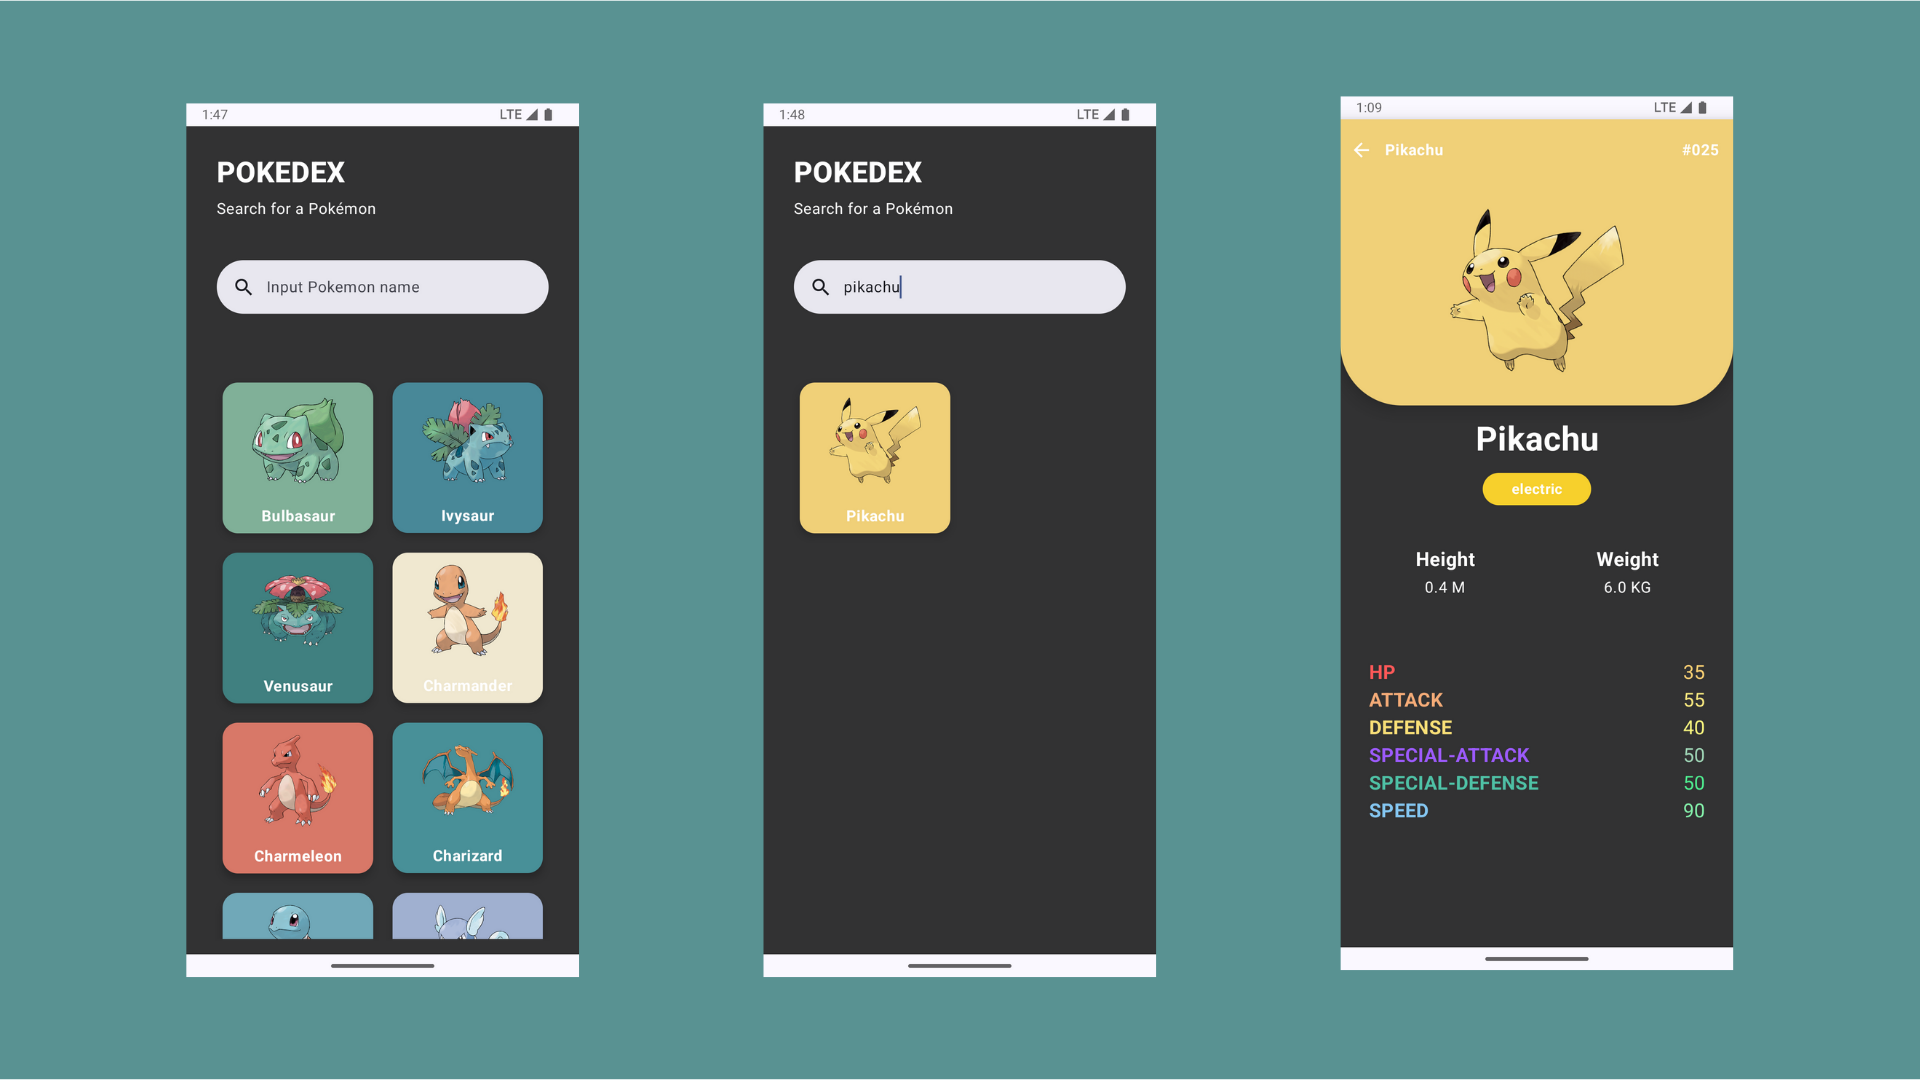 1:47 LTE
POKEDEX
Search for a Pokémon
Input Pokemon name
Bulbasaur Ivysaur
Venusaur Charmander
Charmeleon Charizard
1:48 LTE
POKEDEX
Search for a Pokémon
pikachu
Pikachu
1:09 LTE
Pikachu #025
Pikachu
electric
Height Weight
0.4 M 6.0 KG
HP 35
ATTACK 55
DEFENSE 40
SPECIAL-ATTACK 50
SPECIAL-DEFENSE 50
SPEED 90